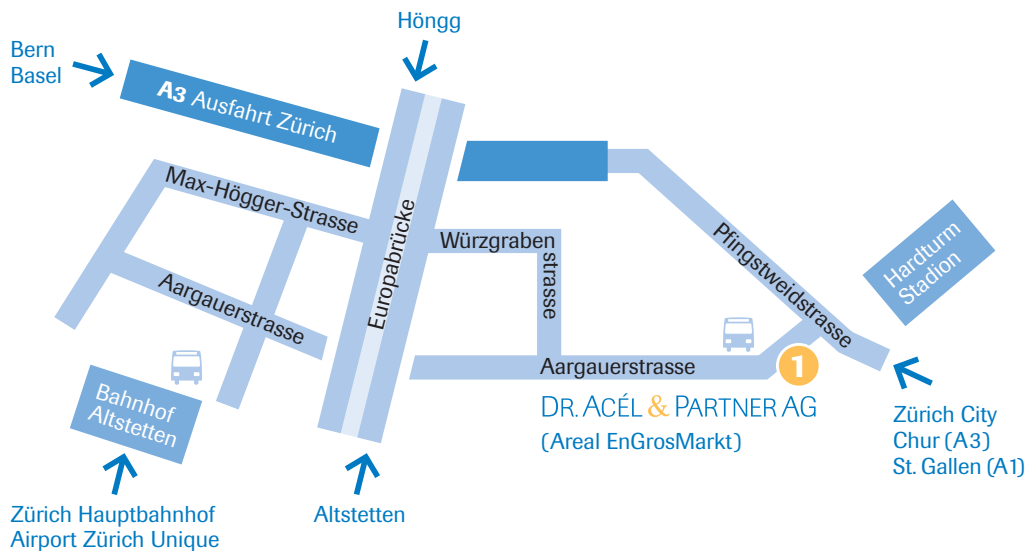 Höngg
Bern
Basel
A3 Ausfahrt Zürich
Max-Högger-Strasse
Europabrücke
Würzgraben
strasse
Pfingstweidstrasse
Hardturm
Stadion
Aargauerstrasse
Aargauerstrasse
1
Bahnhof
Altstetten
DR. ACÉL & PARTNER AG
(Areal EnGrosMarkt)
Zürich City
Chur (A3)
St. Gallen (A1)
Zürich Hauptbahnhof
Airport Zürich Unique
Altstetten